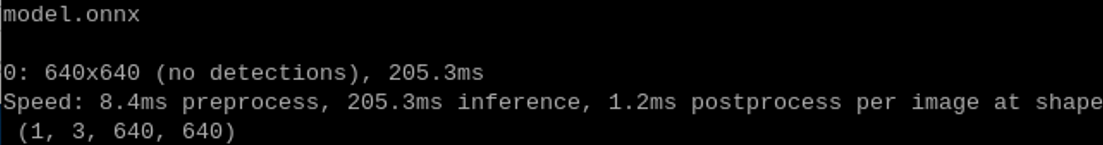 model.onnx
0: 640x640 (no detections), 205.3ms
Speed: 8.4ms preprocess, 205.3ms inference, 1.2ms postprocess per image at shape
(1, 3, 640, 640)